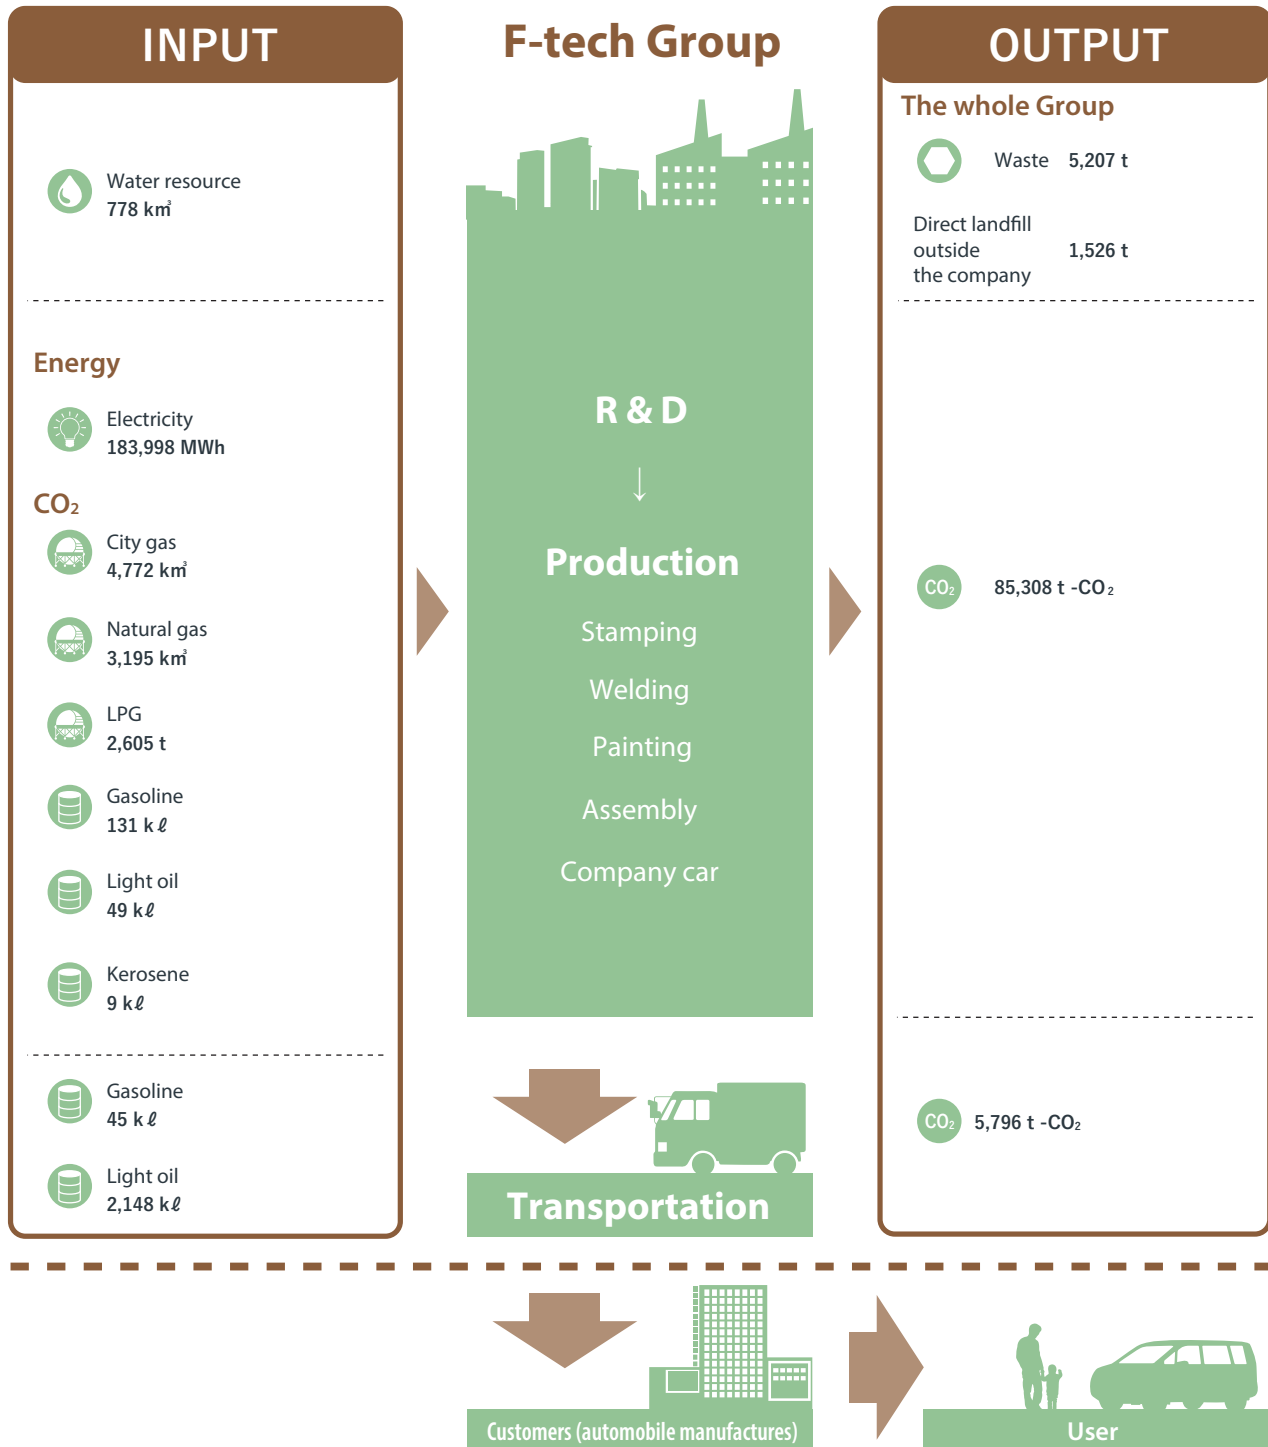 INPUT
Water resource
778 km³
Energy
Electricity
183,998 MWh
CO₂
City gas
4,772 km³
Natural gas
3,195 km³
LPG
2,605 t
Gasoline
131 kℓ
Light oil
49 kℓ
Kerosene
9 kℓ
Gasoline
45 kℓ
Light oil
2,148 kℓ
F-tech Group
R & D
↓
Production
Stamping
Welding
Painting
Assembly
Company car
Transportation
OUTPUT
The whole Group
Waste 5,207 t
Direct landfill
outside
the company
1,526 t
CO₂ 85,308 t -CO₂
CO₂ 5,796 t -CO₂
Customers (automobile manufactures)
User